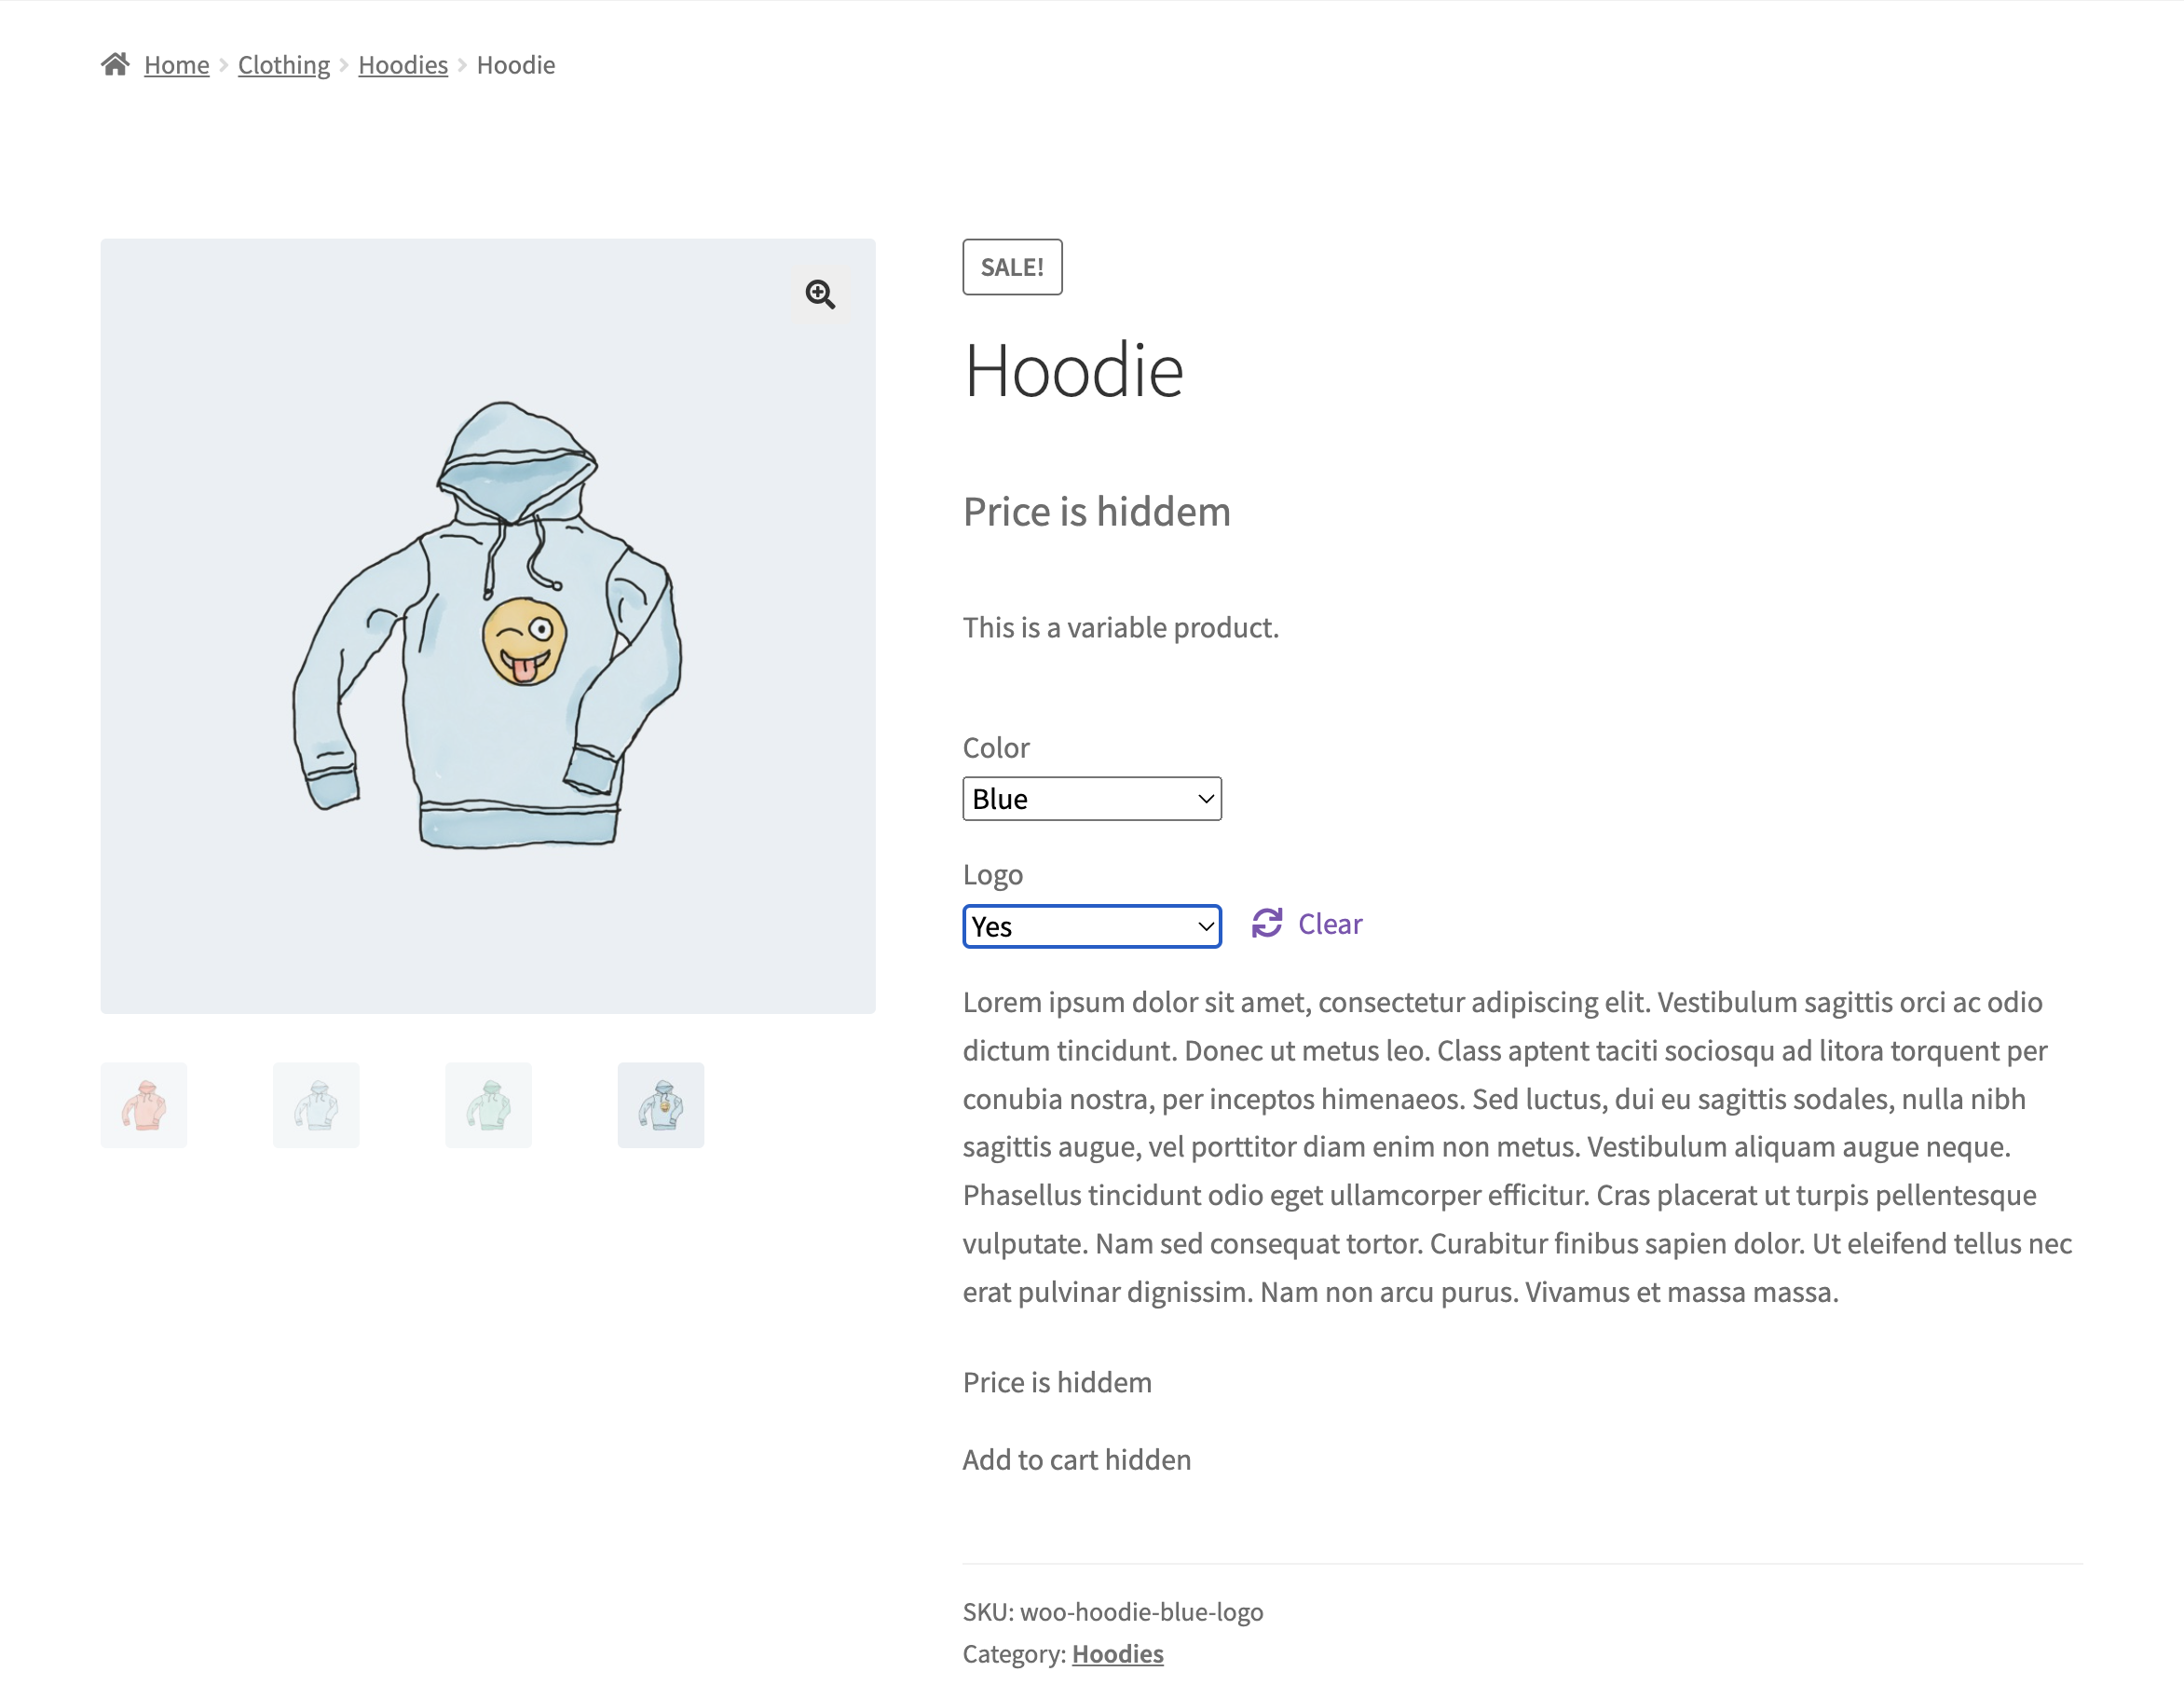 Home Clothing Hoodies Hoodie
SALE!
Hoodie
Price is hiddem
This is a variable product.
Color
Blue
Logo
Yes Clear
Lorem ipsum dolor sit amet, consectetur adipiscing elit. Vestibulum sagittis orci ac odio
dictum tincidunt. Donec ut metus leo. Class aptent taciti sociosqu ad litora torquent per
conubia nostra, per inceptos himenaeos. Sed luctus, dui eu sagittis sodales, nulla nibh
sagittis augue, vel porttitor diam enim non metus. Vestibulum aliquam augue neque.
Phasellus tincidunt odio eget ullamcorper efficitur. Cras placerat ut turpis pellentesque
vulputate. Nam sed consequat tortor. Curabitur finibus sapien dolor. Ut eleifend tellus nec
erat pulvinar dignissim. Nam non arcu purus. Vivamus et massa massa.
Price is hiddem
Add to cart hidden
SKU: woo-hoodie-blue-logo
Category: Hoodies